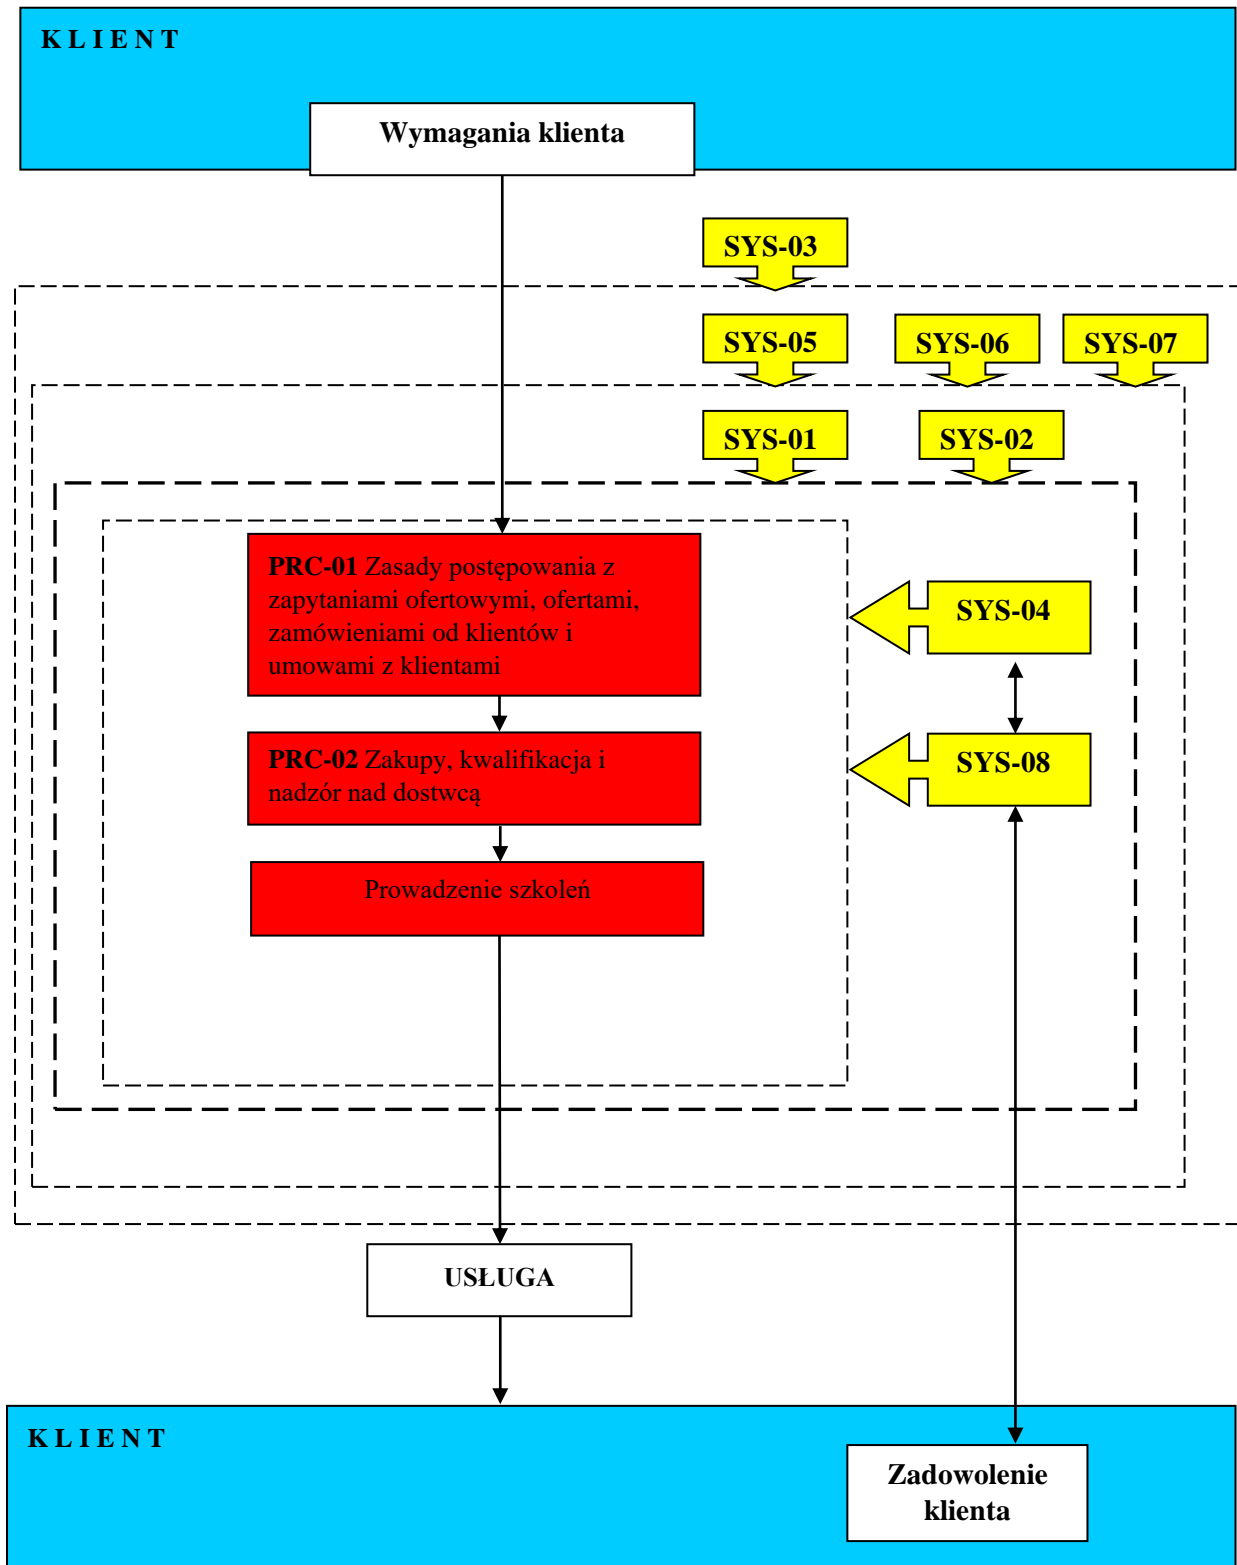 K L I E N T
Wymagania klienta
SYS-03
SYS-05
SYS-06
SYS-07
SYS-01
SYS-02
PRC-01 Zasady postępowania z
zapytaniami ofertowymi, ofertami,
zamówieniami od klientów i
umowami z klientami
SYS-04
PRC-02 Zakupy, kwalifikacja i
nadzór nad dostwcą
SYS-08
Prowadzenie szkoleń
USŁUGA
K L I E N T
Zadowolenie
klienta